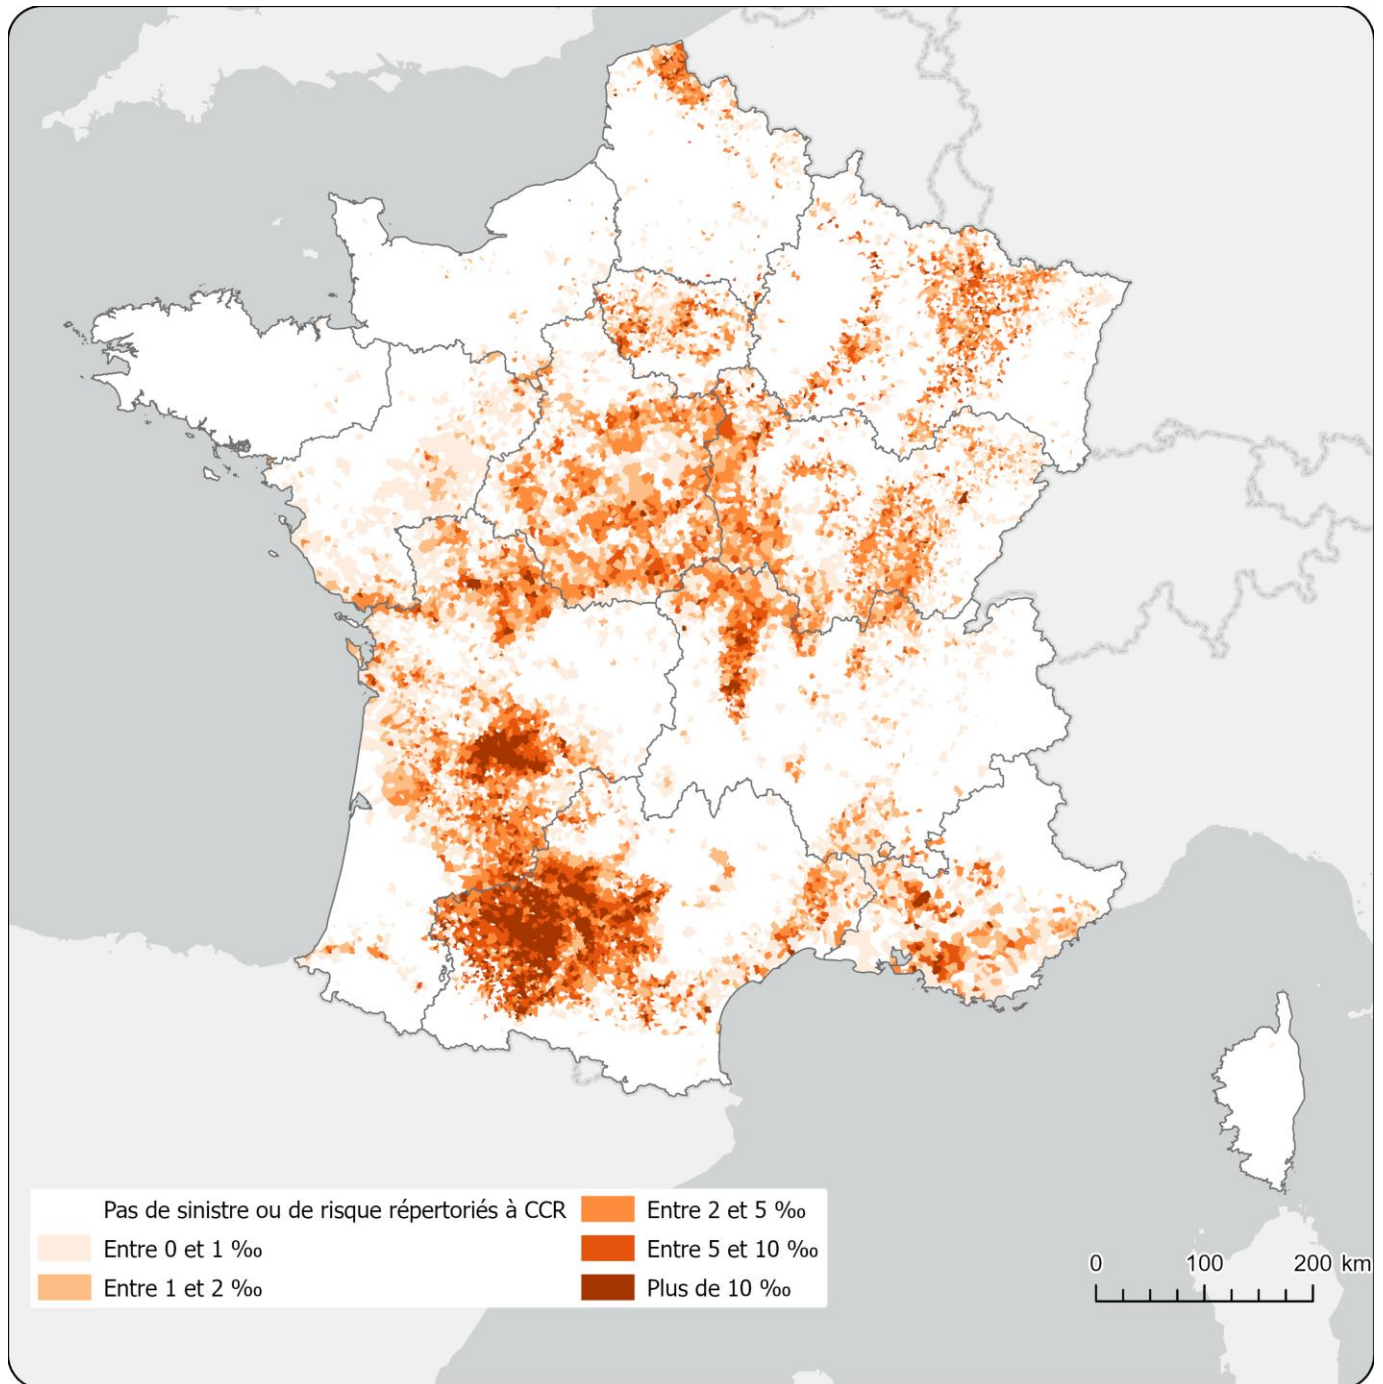 Pas de sinistre ou de risque répertoriés à CCR
Entre 0 et 1 ‰
Entre 1 et 2 ‰
Entre 2 et 5 ‰
Entre 5 et 10 ‰
Plus de 10 ‰
0 100 200 km